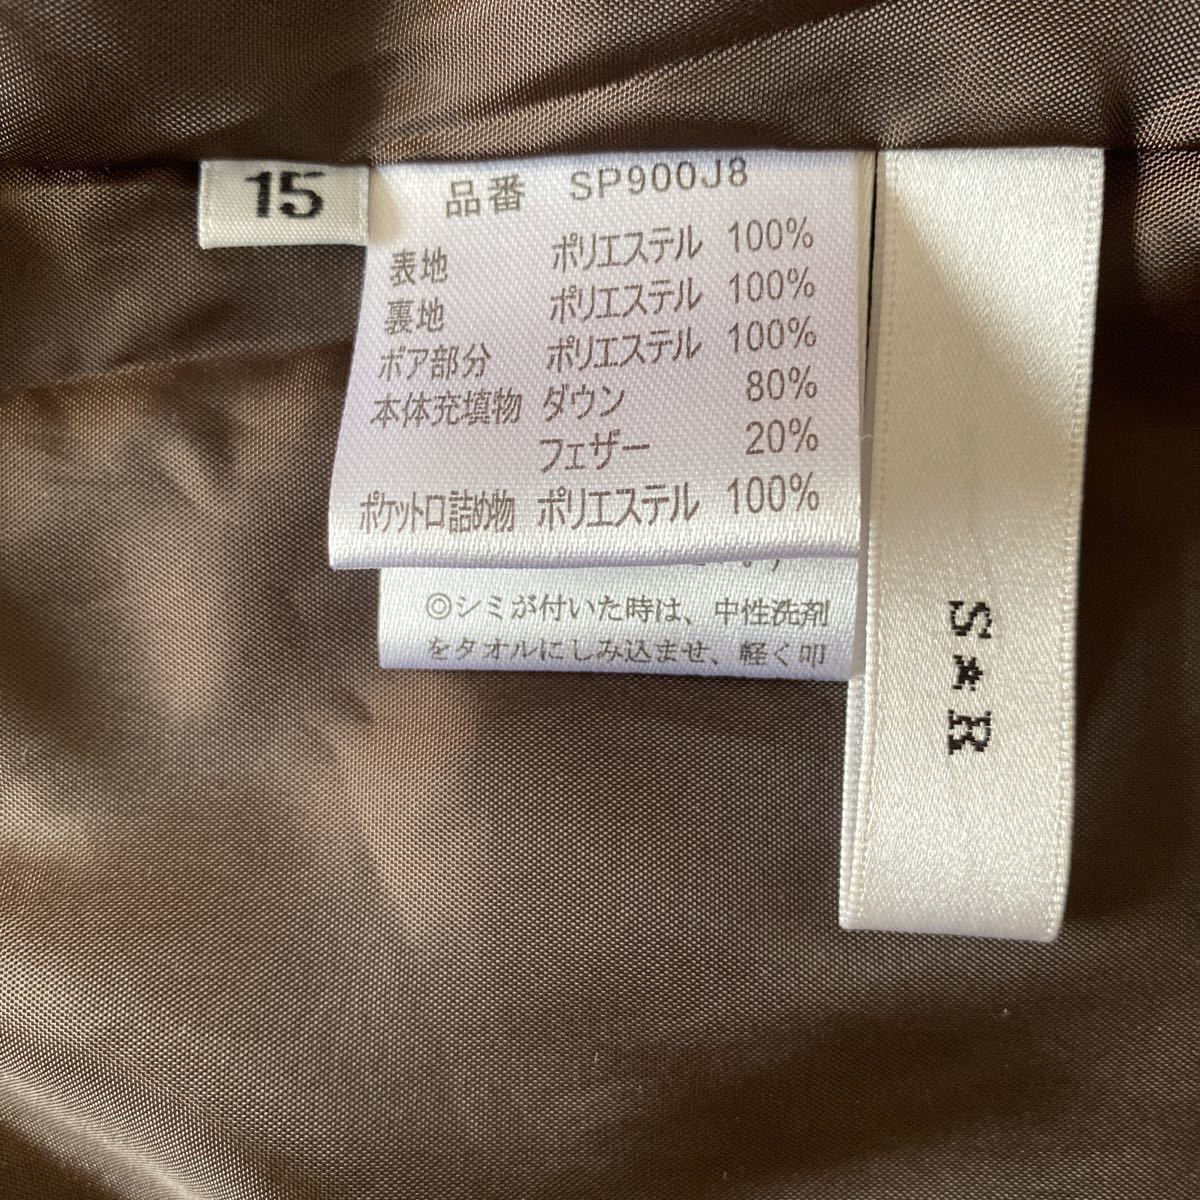 15
品番 SP900J8
表地 ポリエステル 100%
裏地 ポリエステル 100%
ボア部分 ポリエステル 100%
本体充填物 ダウン 80%
フェザー 20%
ポケット口詰め物 ポリエステル 100%
◎シミが付いた時は、中性洗剤
をタオルにしみ込ませ、軽く叩
S★R